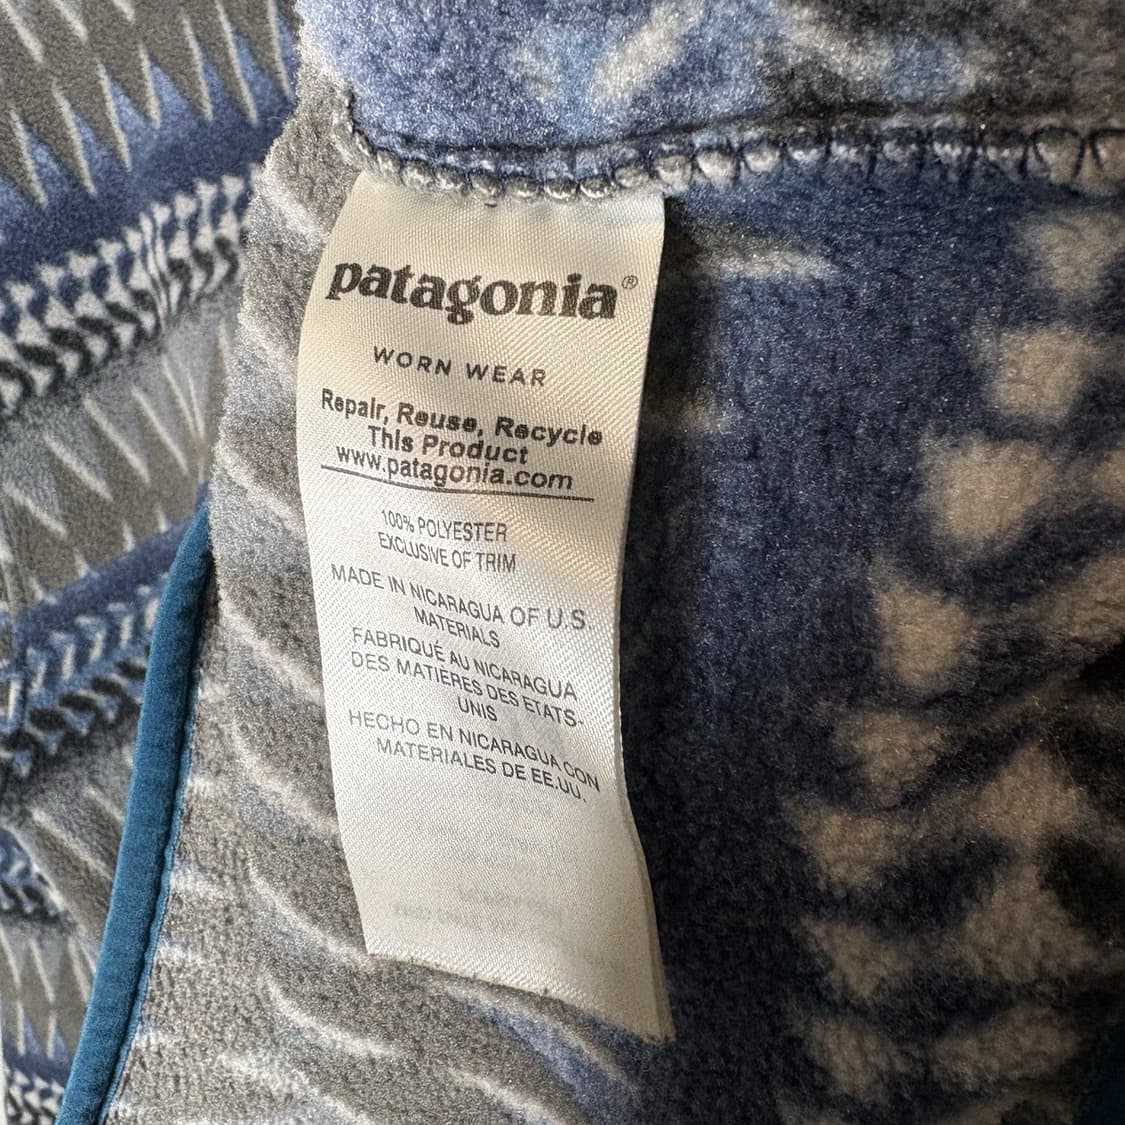 patagonia®
WORN WEAR
Repair, Reuse, Recycle
This Product
www.patagonia.com
100% POLYESTER
EXCLUSIVE OF TRIM
MADE IN NICARAGUA OF U.S.
MATERIALS
FABRIQUÉ AU NICARAGUA
DES MATIÈRES DES ETATS-
UNIS
HECHO EN NICARAGUA CON
MATERIALES DE EE.UU.